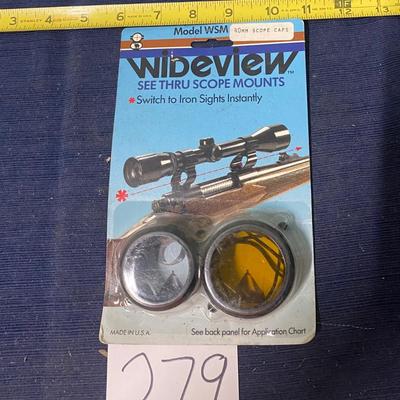 Model WSM
40MM SCOPE CAPS
WIDEVIEW™
SEE THRU SCOPE MOUNTS
*Switch to Iron Sights Instantly
*
MADE IN U.S.A.
See back panel for Application Chart
279